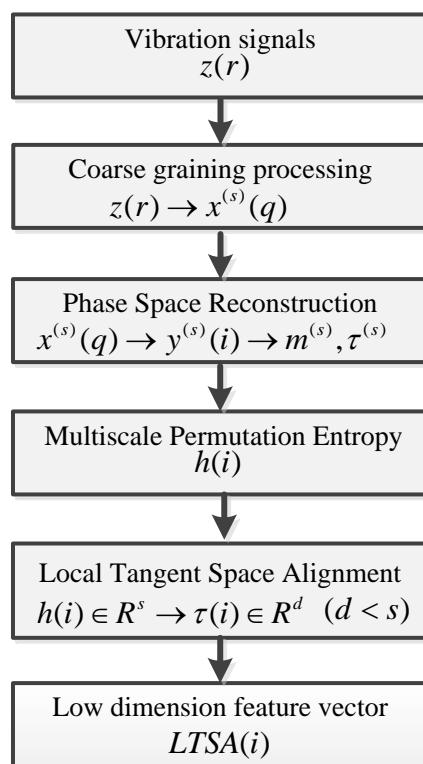 Vibration signals
z(r)
Coarse graining processing
z(r) → x^(s)(q)
Phase Space Reconstruction
x^(s)(q) → y^(s)(i) → m^(s), τ^(s)
Multiscale Permutation Entropy
h(i)
Local Tangent Space Alignment
h(i) ∈ R^s → τ(i) ∈ R^d (d < s)
Low dimension feature vector
LTSA(i)